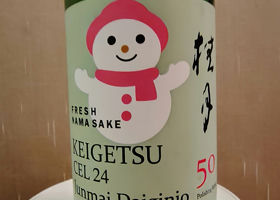 FRESH
NAMA SAKE
桂月
KEIGETSU
CEL 24
Junmai Daiginjo
50